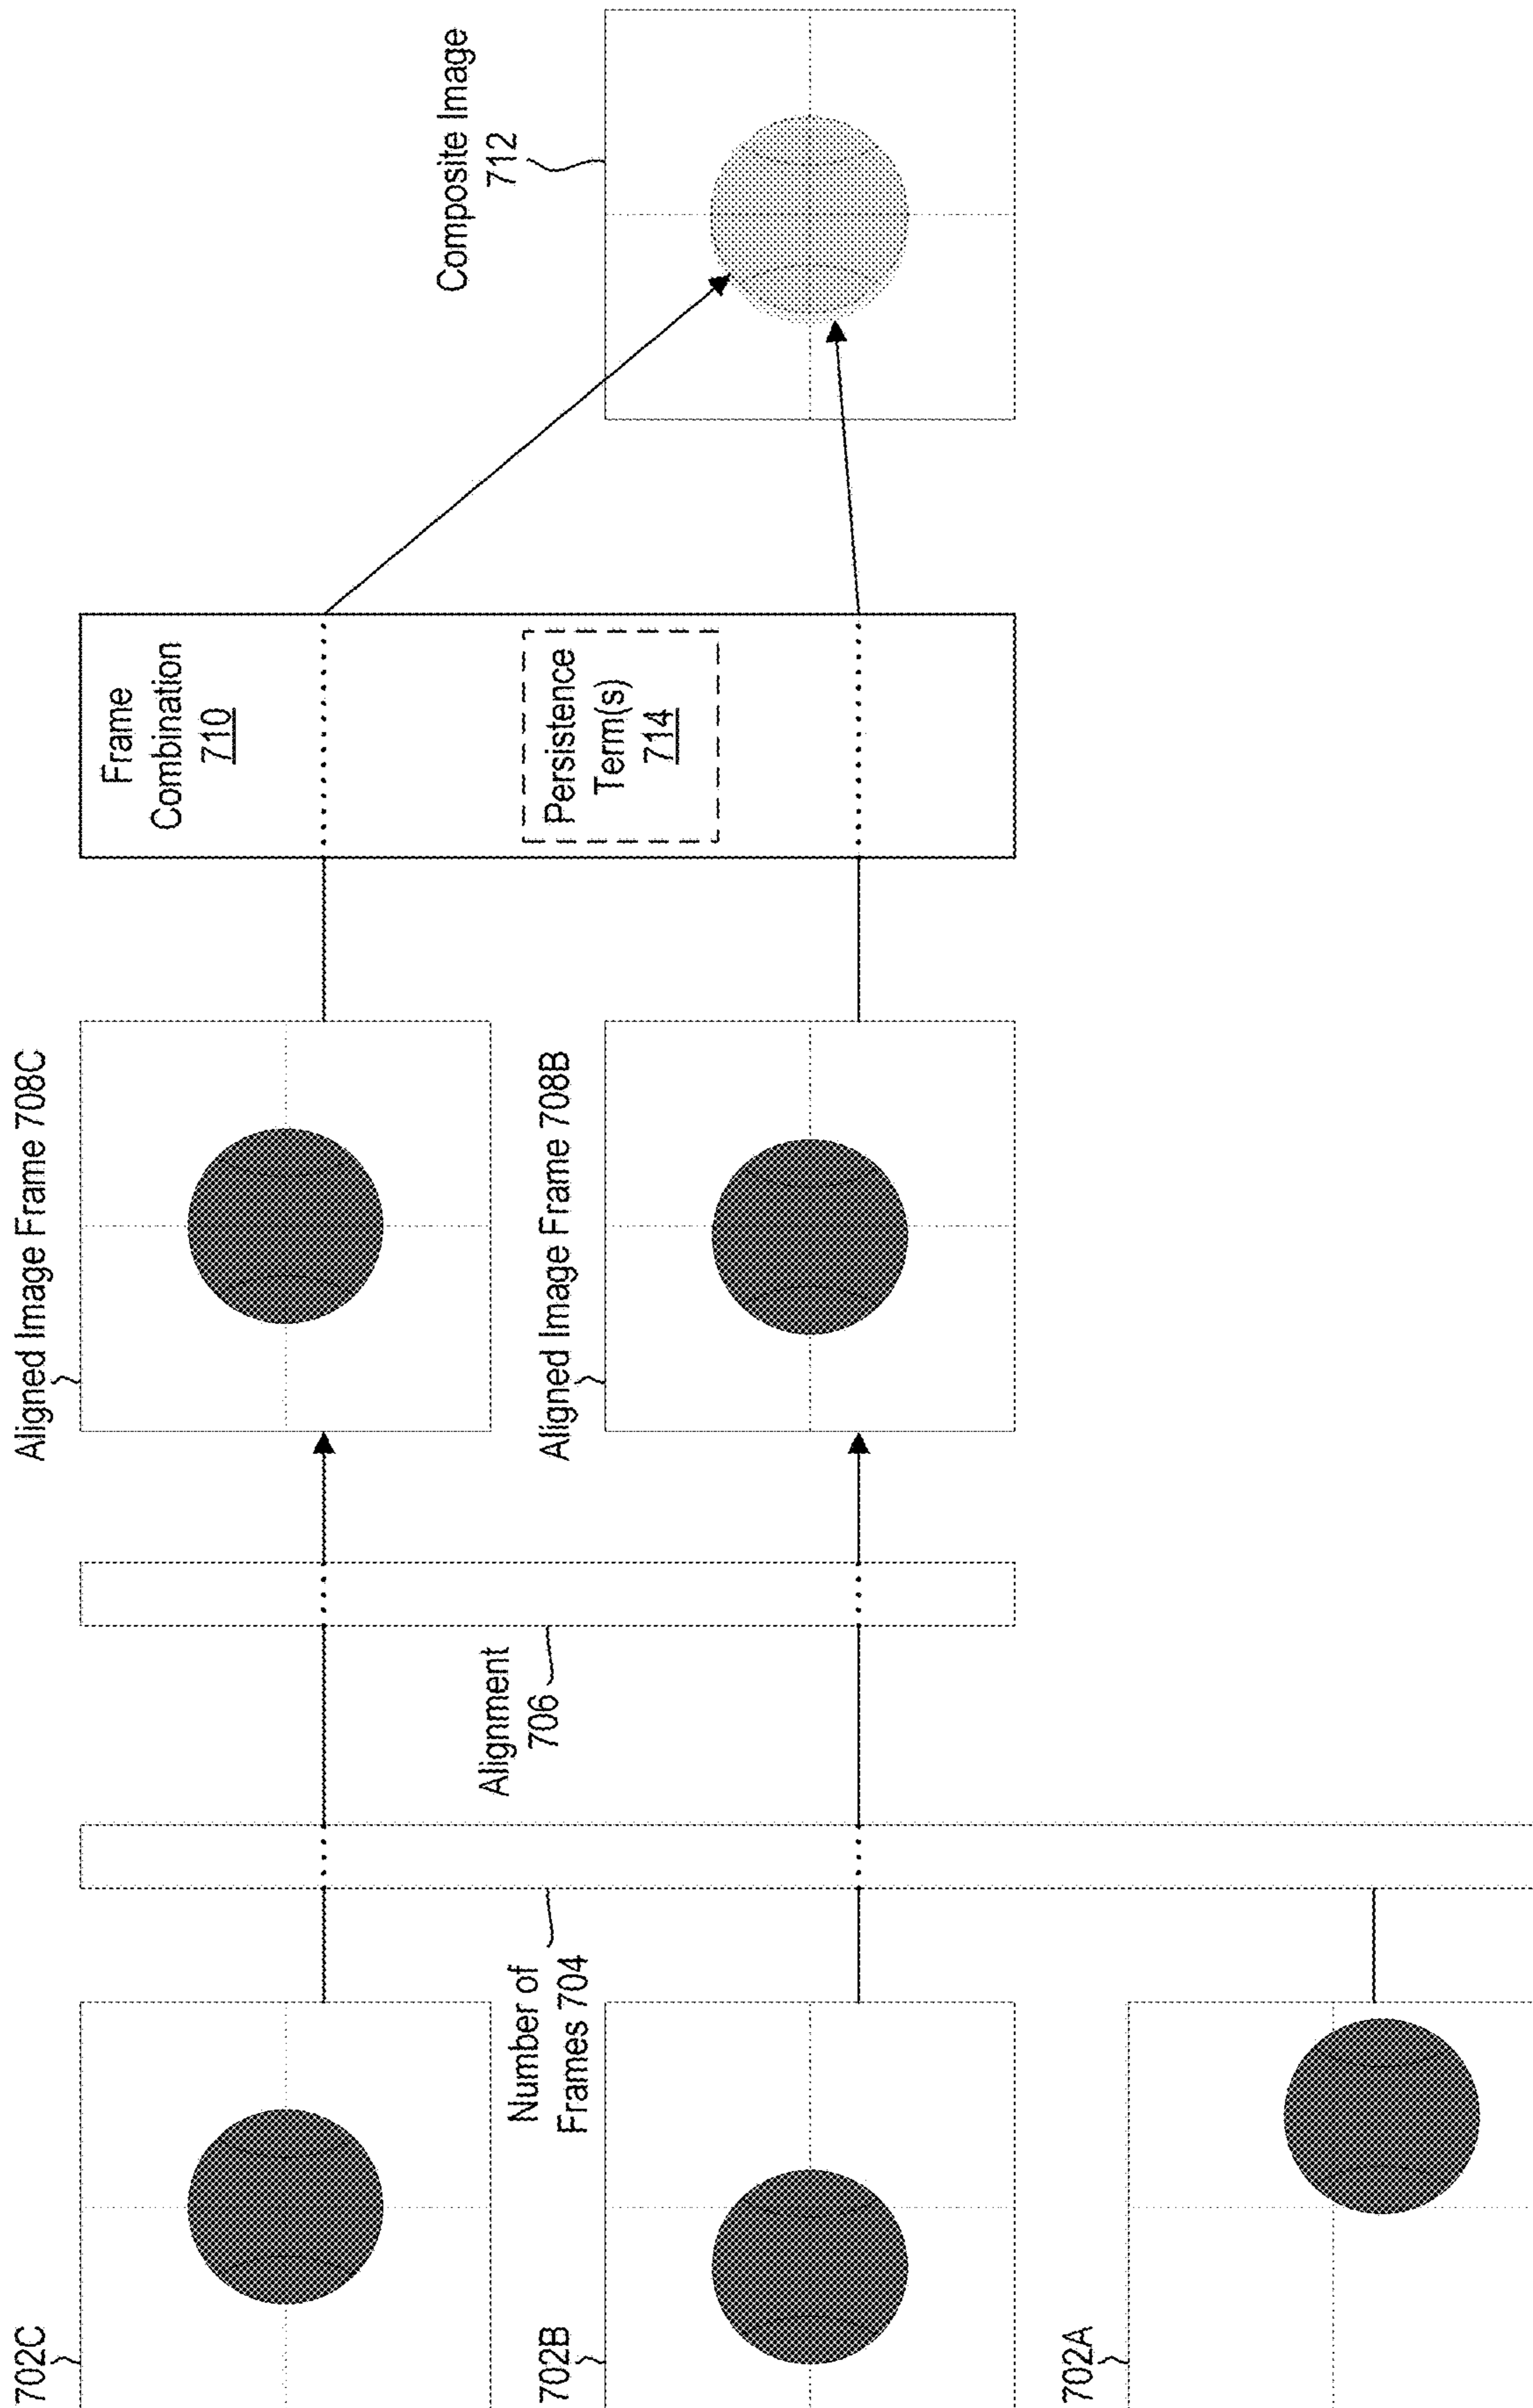 702C
702B
702A
Number of
Frames 704
Alignment
706
Aligned Image Frame 708C
Aligned Image Frame 708B
Frame
Combination
710
Persistence
Term(s)
714
Composite Image
712